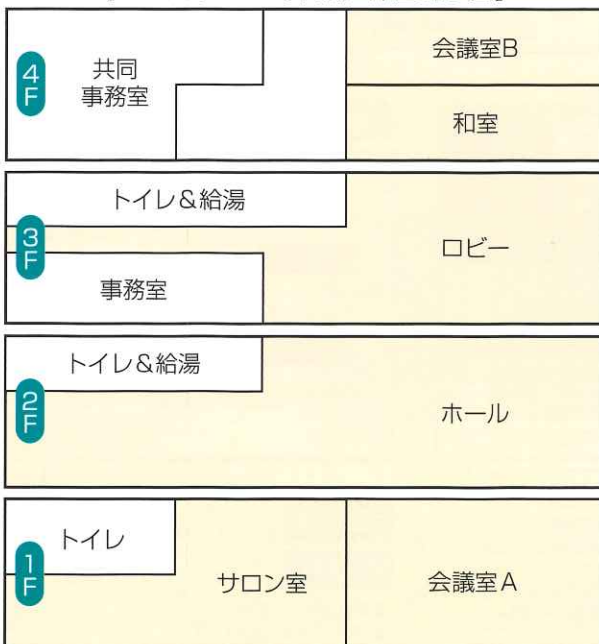 4F
共同
事務室
会議室B
和室
3F
トイレ&給湯
ロビー
事務室
2F
トイレ&給湯
ホール
1F
トイレ
サロン室
会議室A